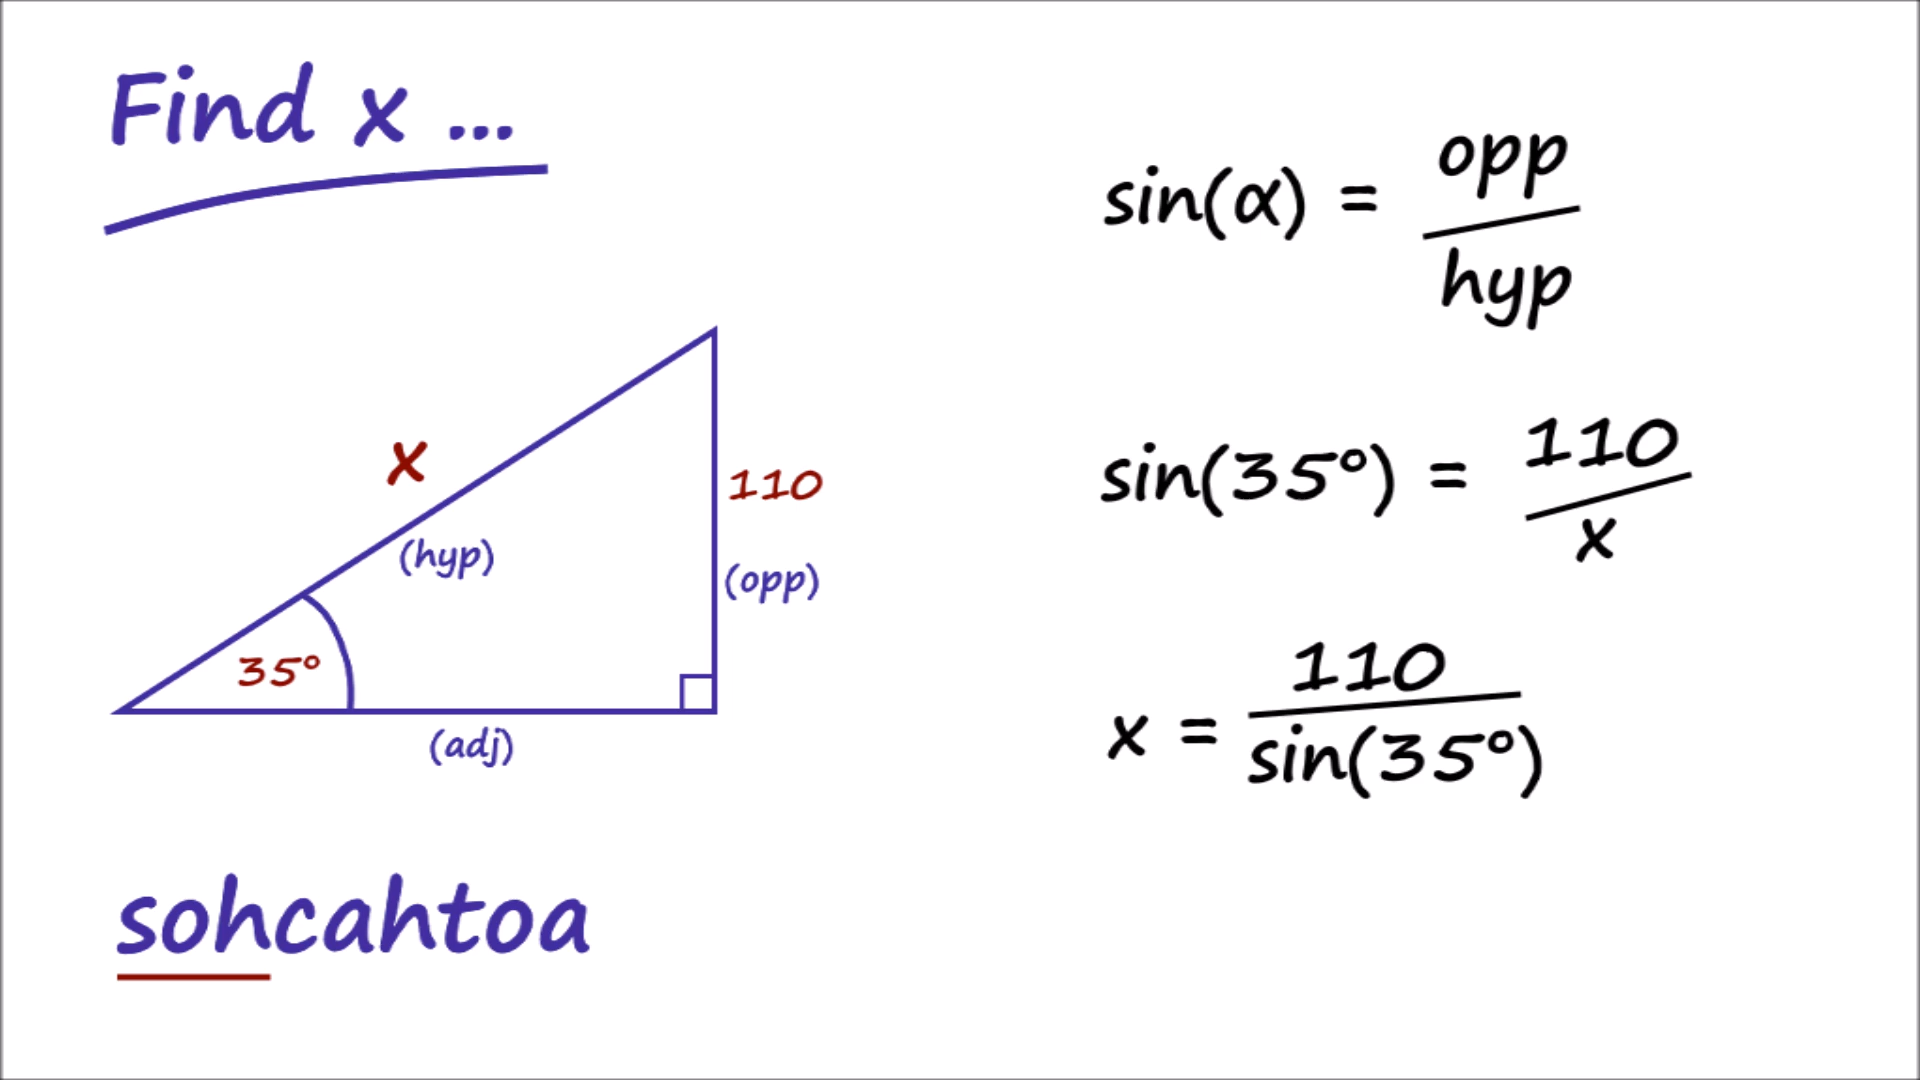 Find x ...
x
(hyp)
110
(opp)
35°
(adj)
sohcahtoa
sin(α) = opp
hyp
sin(35°) = 110
x
x = 110
sin(35°)